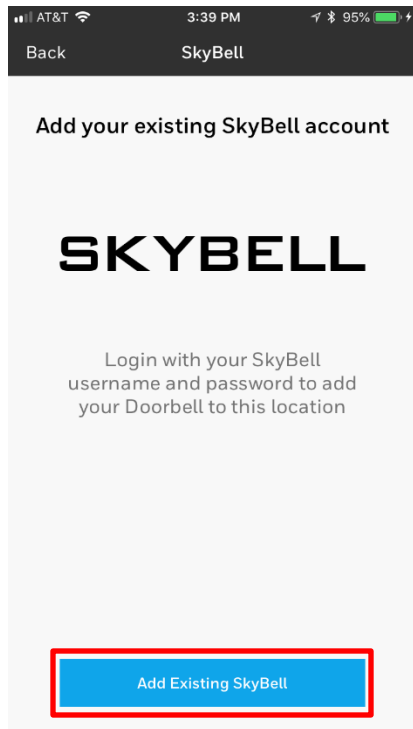 AT&T 3:39 PM 95%
Back SkyBell
Add your existing SkyBell account
SKYBELL
Login with your SkyBell
username and password to add
your Doorbell to this location
Add Existing SkyBell